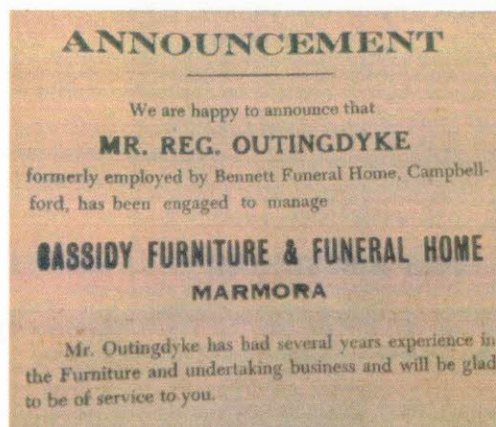 ANNOUNCEMENT
We are happy to announce that
MR. REG. OUTINGDYKE
formerly employed by Bennett Funeral Home, Campbell-
ford, has been engaged to manage
CASSIDY FURNITURE & FUNERAL HOME
MARMORA
Mr. Outingdyke has had several years experience in
the Furniture and undertaking business and will be glad
to be of service to you.